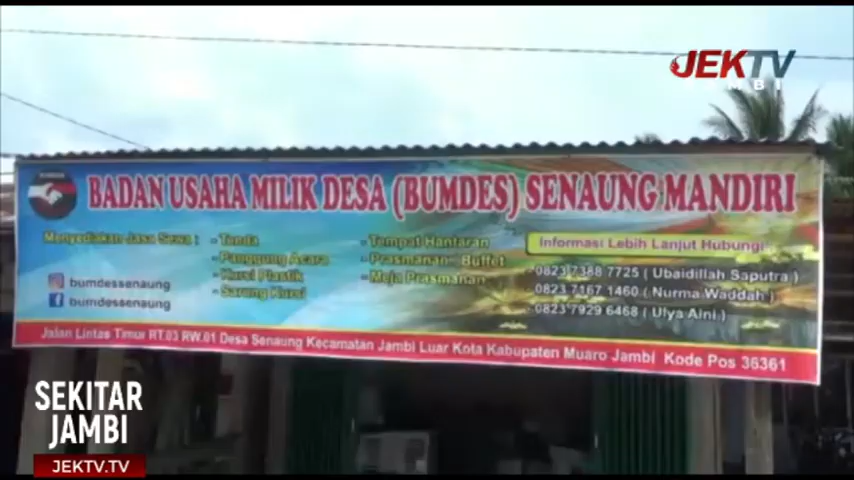 JEKTV
BADAN USAHA MILIK DESA (BUMDES) SENAUNG MANDIRI
Menyediakan Jasa Sewa :
- Tenda
- Panggung Acara
- Kursi Plastik
- Sarung Kursi
- Tempat Hantaran
- Prasmanan Buffet
- Meja Prasmanan
Informasi Lebih Lanjut Hubungi
- 0823 7388 7725 ( Ubaidillah Saputra )
- 0823 7167 1460 ( Nurma Waddah )
- 0823 7929 6468 ( Ulya Aini )
bumdessenaung
bumdessenaung
Jalan Lintas Timur RT.03 RW.01 Desa Senaung Kecamatan Jambi Luar Kota Kabupaten Muaro Jambi Kode Pos 36361
SEKITAR
JAMBI
JEKTV.TV